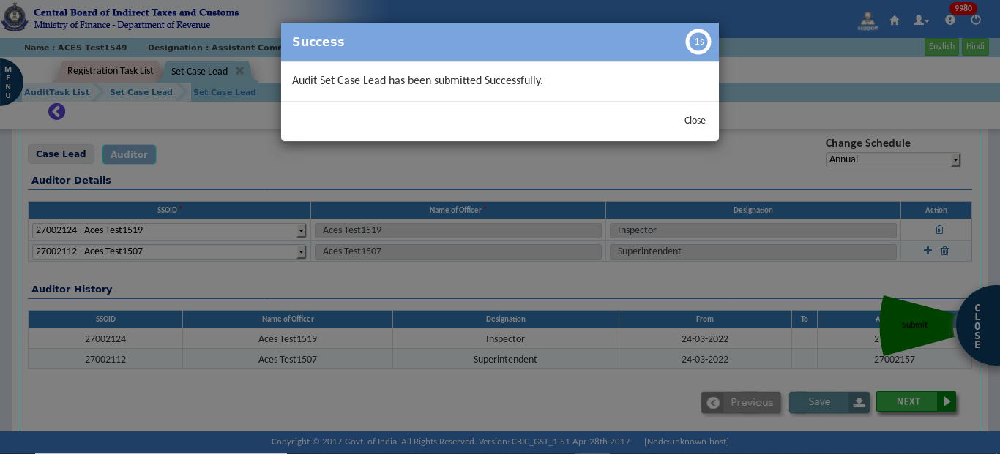 Central Board of Indirect Taxes and Customs
Ministry of Finance - Department of Revenue
9980
support
Name : ACES Test1549 Designation : Assistant
English Hindi
MENU
Registration Task List Set Case Lead
AuditTask List Set Case Lead Set Case Lead
Success 1s
Audit Set Case Lead has been submitted Successfully.
Close
Case Lead Auditor
Change Schedule
Annual
Auditor Details
SSOID * Name of Officer * Designation Action
27002124 - Aces Test1519 Aces Test1519 Inspector
27002112 - Aces Test1507 Aces Test1507 Superintendent
Auditor History
SSOID Name of Officer Designation From To
27002124 Aces Test1519 Inspector 24-03-2022
27002112 Aces Test1507 Superintendent 24-03-2022 27002157
Submit
CLOSE
Previous Save NEXT
Copyright © 2017 Govt. of India. All Rights Reserved. Version: CBIC_GST_1.51 Apr 28th 2017 [Node:unknown-host]